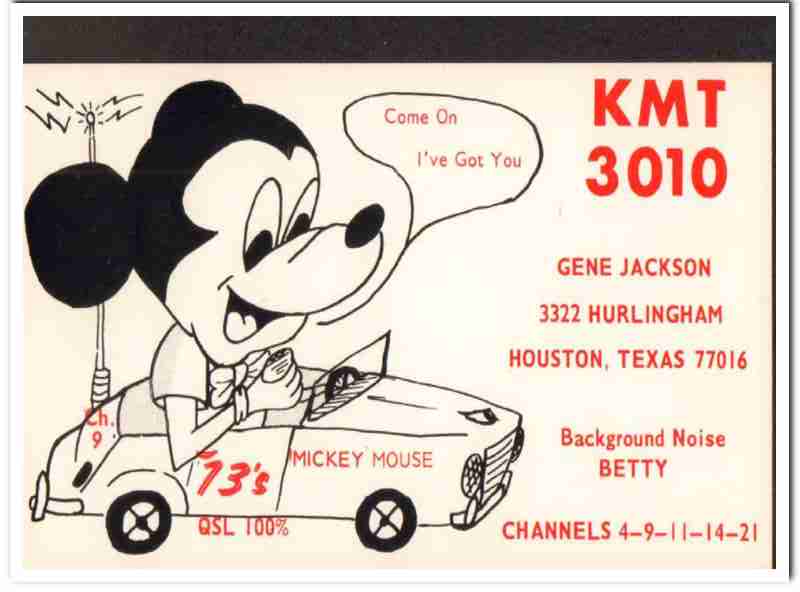 KMT
3010
Come On
I've Got You
GENE JACKSON
3322 HURLINGHAM
HOUSTON, TEXAS 77016
Ch.
9
Background Noise
BETTY
MICKEY MOUSE
73's
QSL 100%
CHANNELS 4-9-11-14-21